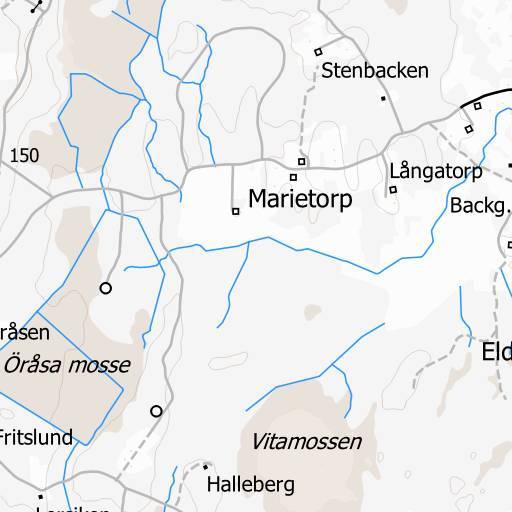 Stenbacken
150
Långatorp
Marietorp
Backg.
råsen
Eld
Öråsa mosse
Fritslund
Vitamossen
Halleberg